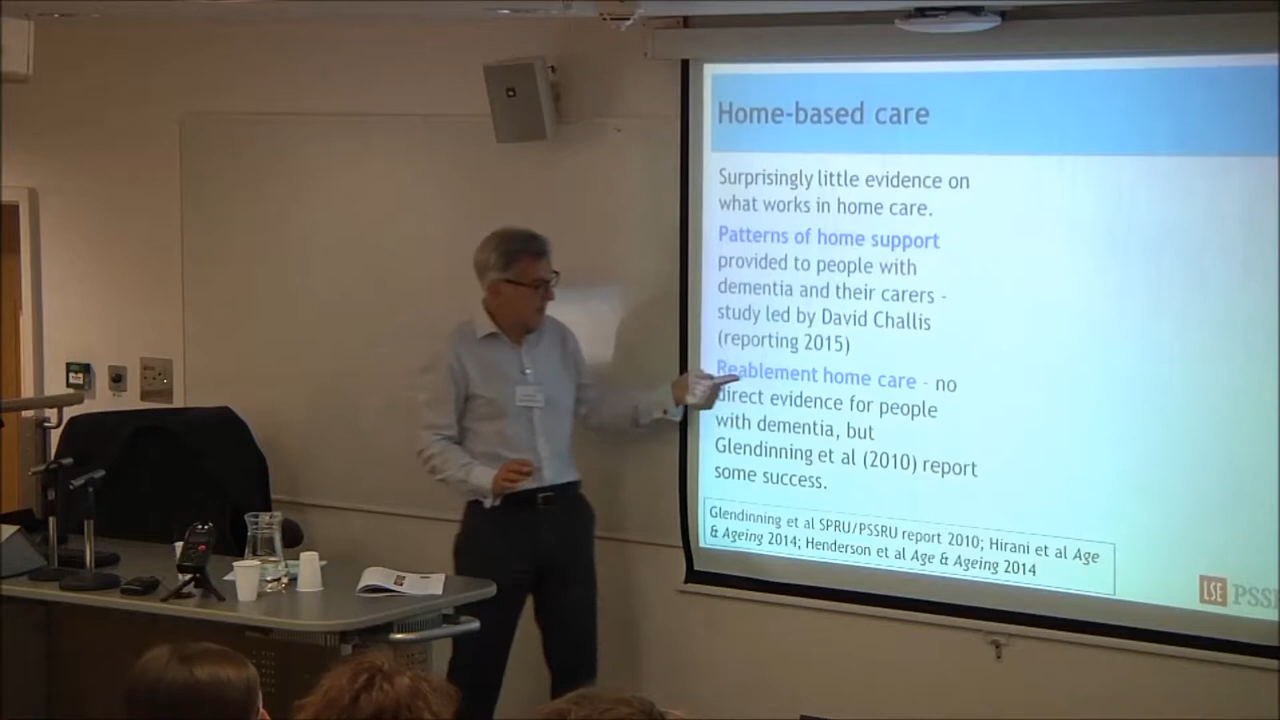 Home-based care
Surprisingly little evidence on
what works in home care.
Patterns of home support
provided to people with
dementia and their carers -
study led by David Challis
(reporting 2015)
Reablement home care - no
direct evidence for people
with dementia, but
Glendinning et al (2010) report
some success.
Glendinning et al SPRU/PSSRU report 2010; Hirani et al Age
& Ageing 2014; Henderson et al Age & Ageing 2014
LSE PSS